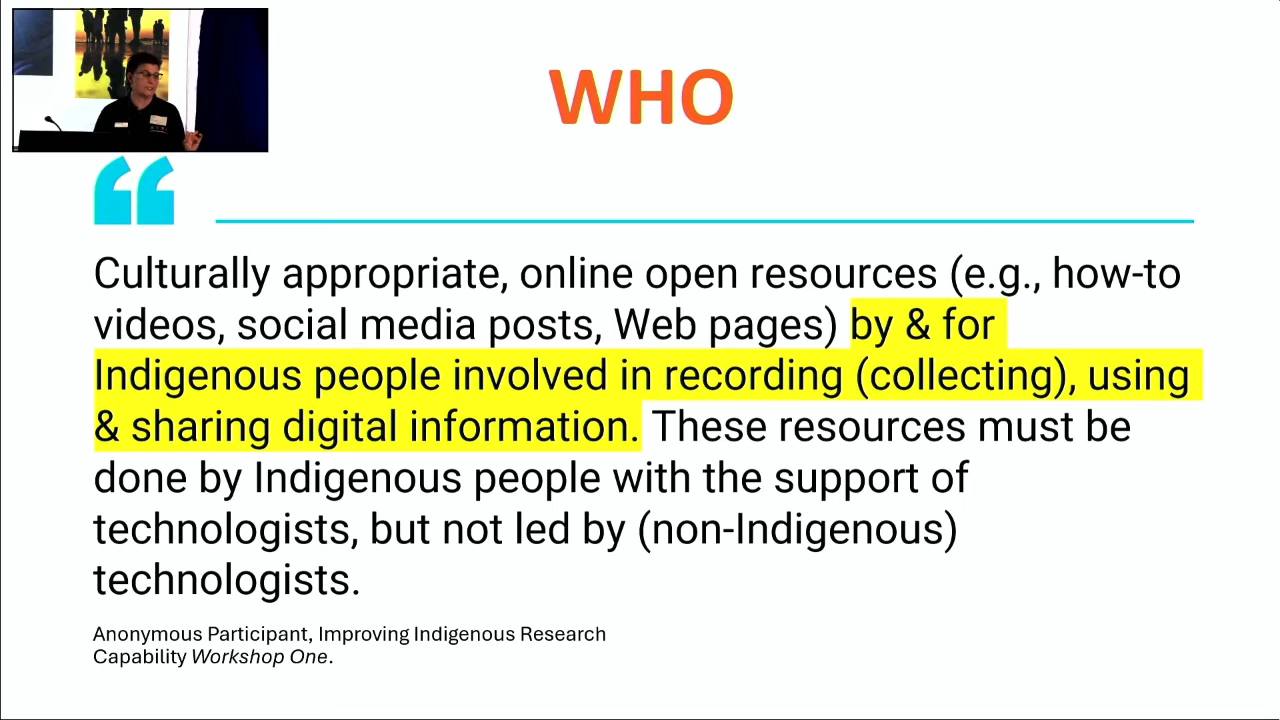 WHO
“
Culturally appropriate, online open resources (e.g., how-to
videos, social media posts, Web pages) by & for
Indigenous people involved in recording (collecting), using
& sharing digital information. These resources must be
done by Indigenous people with the support of
technologists, but not led by (non-Indigenous)
technologists.
Anonymous Participant, Improving Indigenous Research
Capability Workshop One.